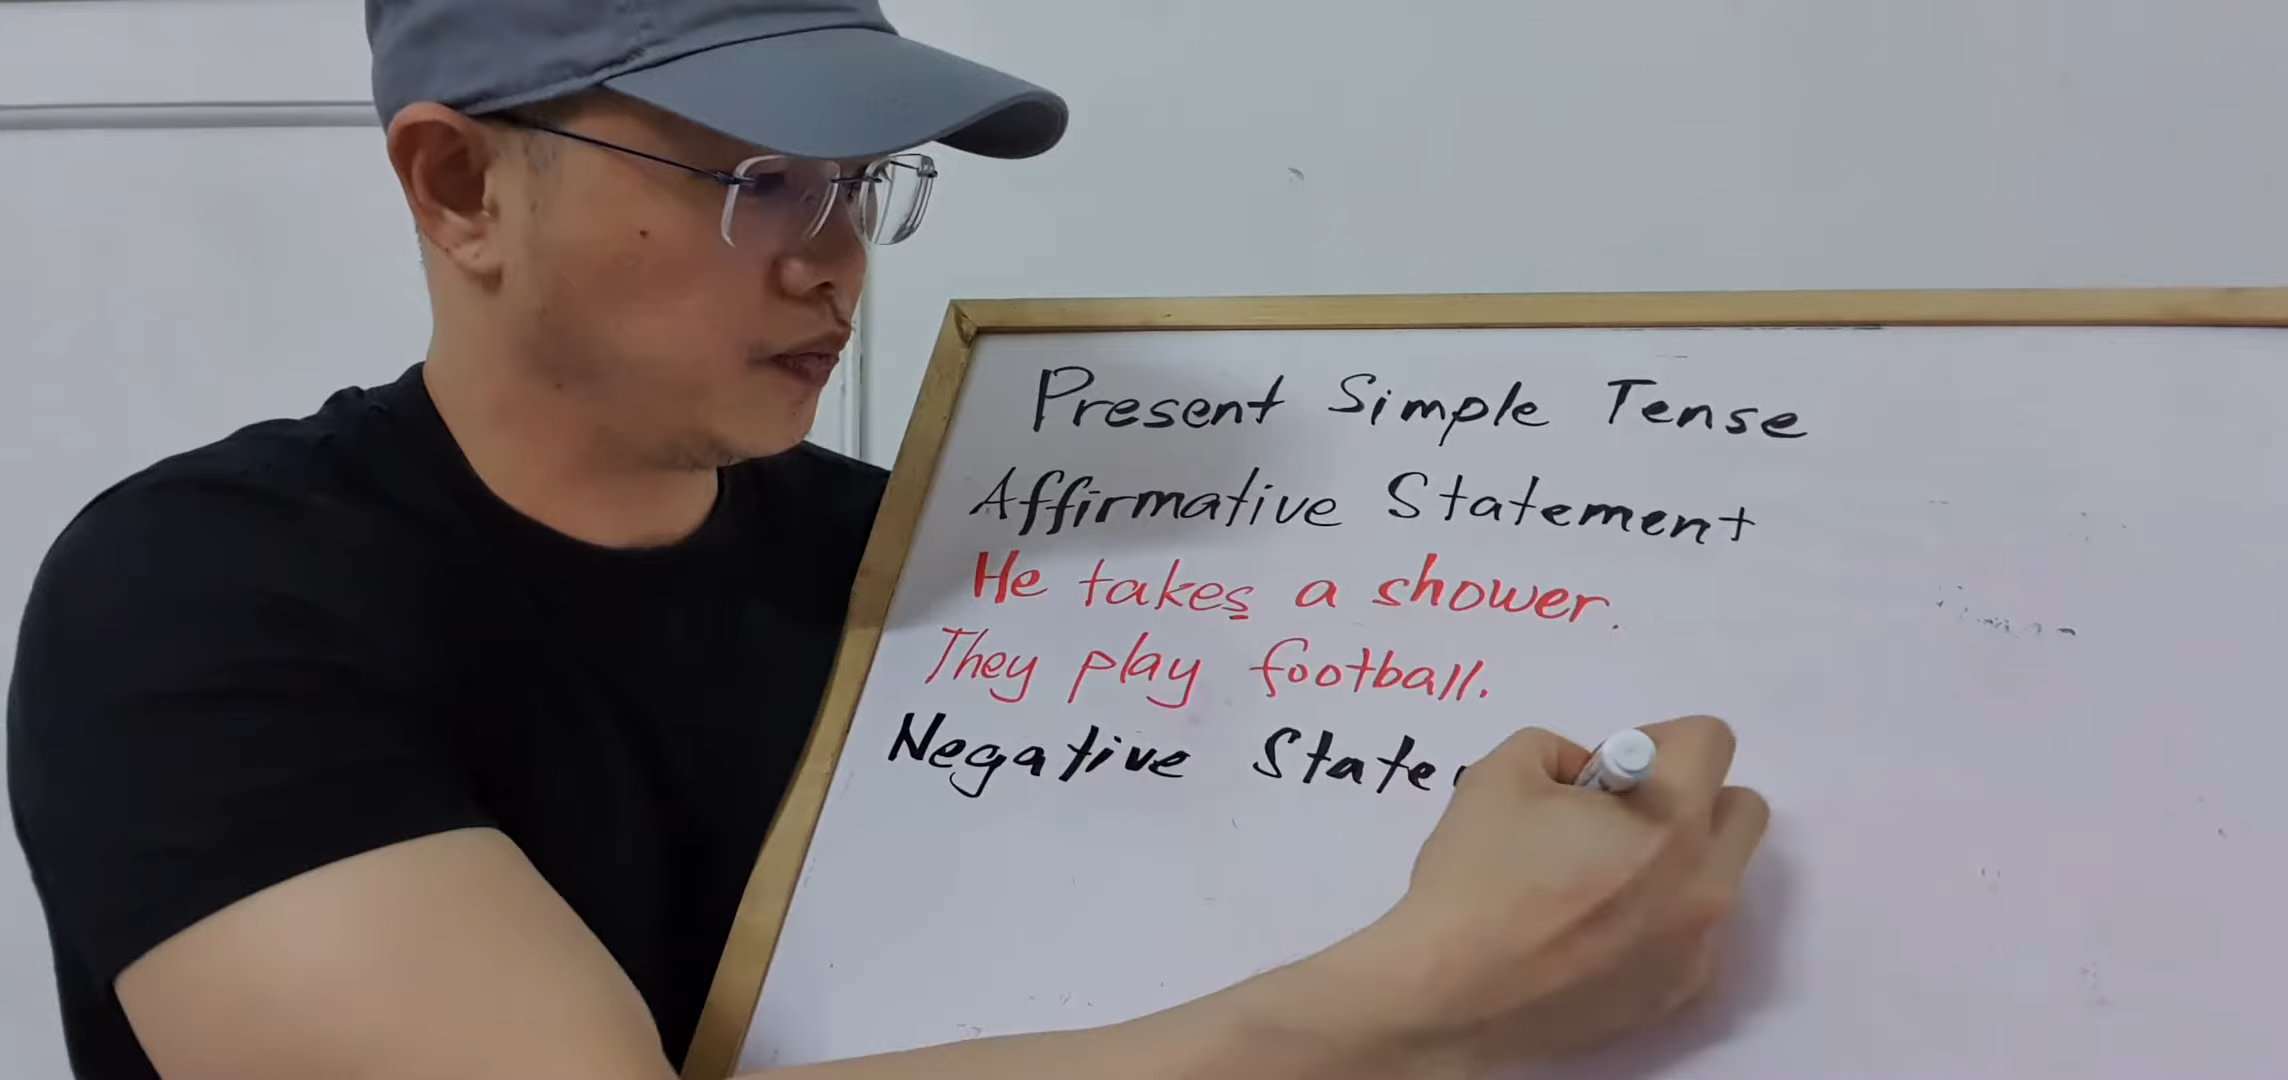 Present Simple Tense
Affirmative Statement
He takes a shower.
They play football.
Negative State